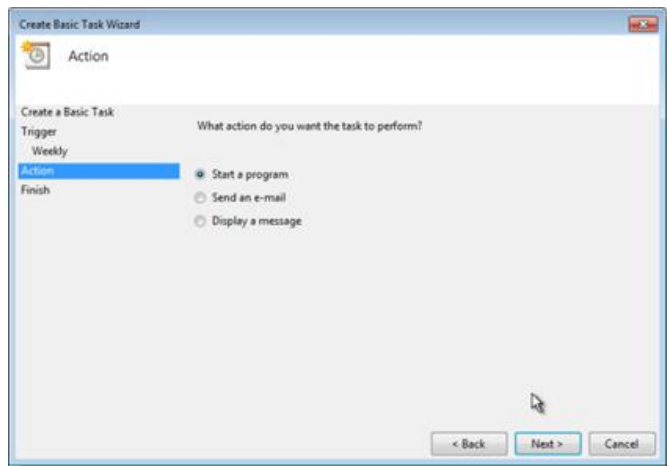 Create Basic Task Wizard
Action
Create a Basic Task
Trigger
Weekly
Action
Finish
What action do you want the task to perform?
Start a program
Send an e-mail
Display a message
< Back
Next >
Cancel